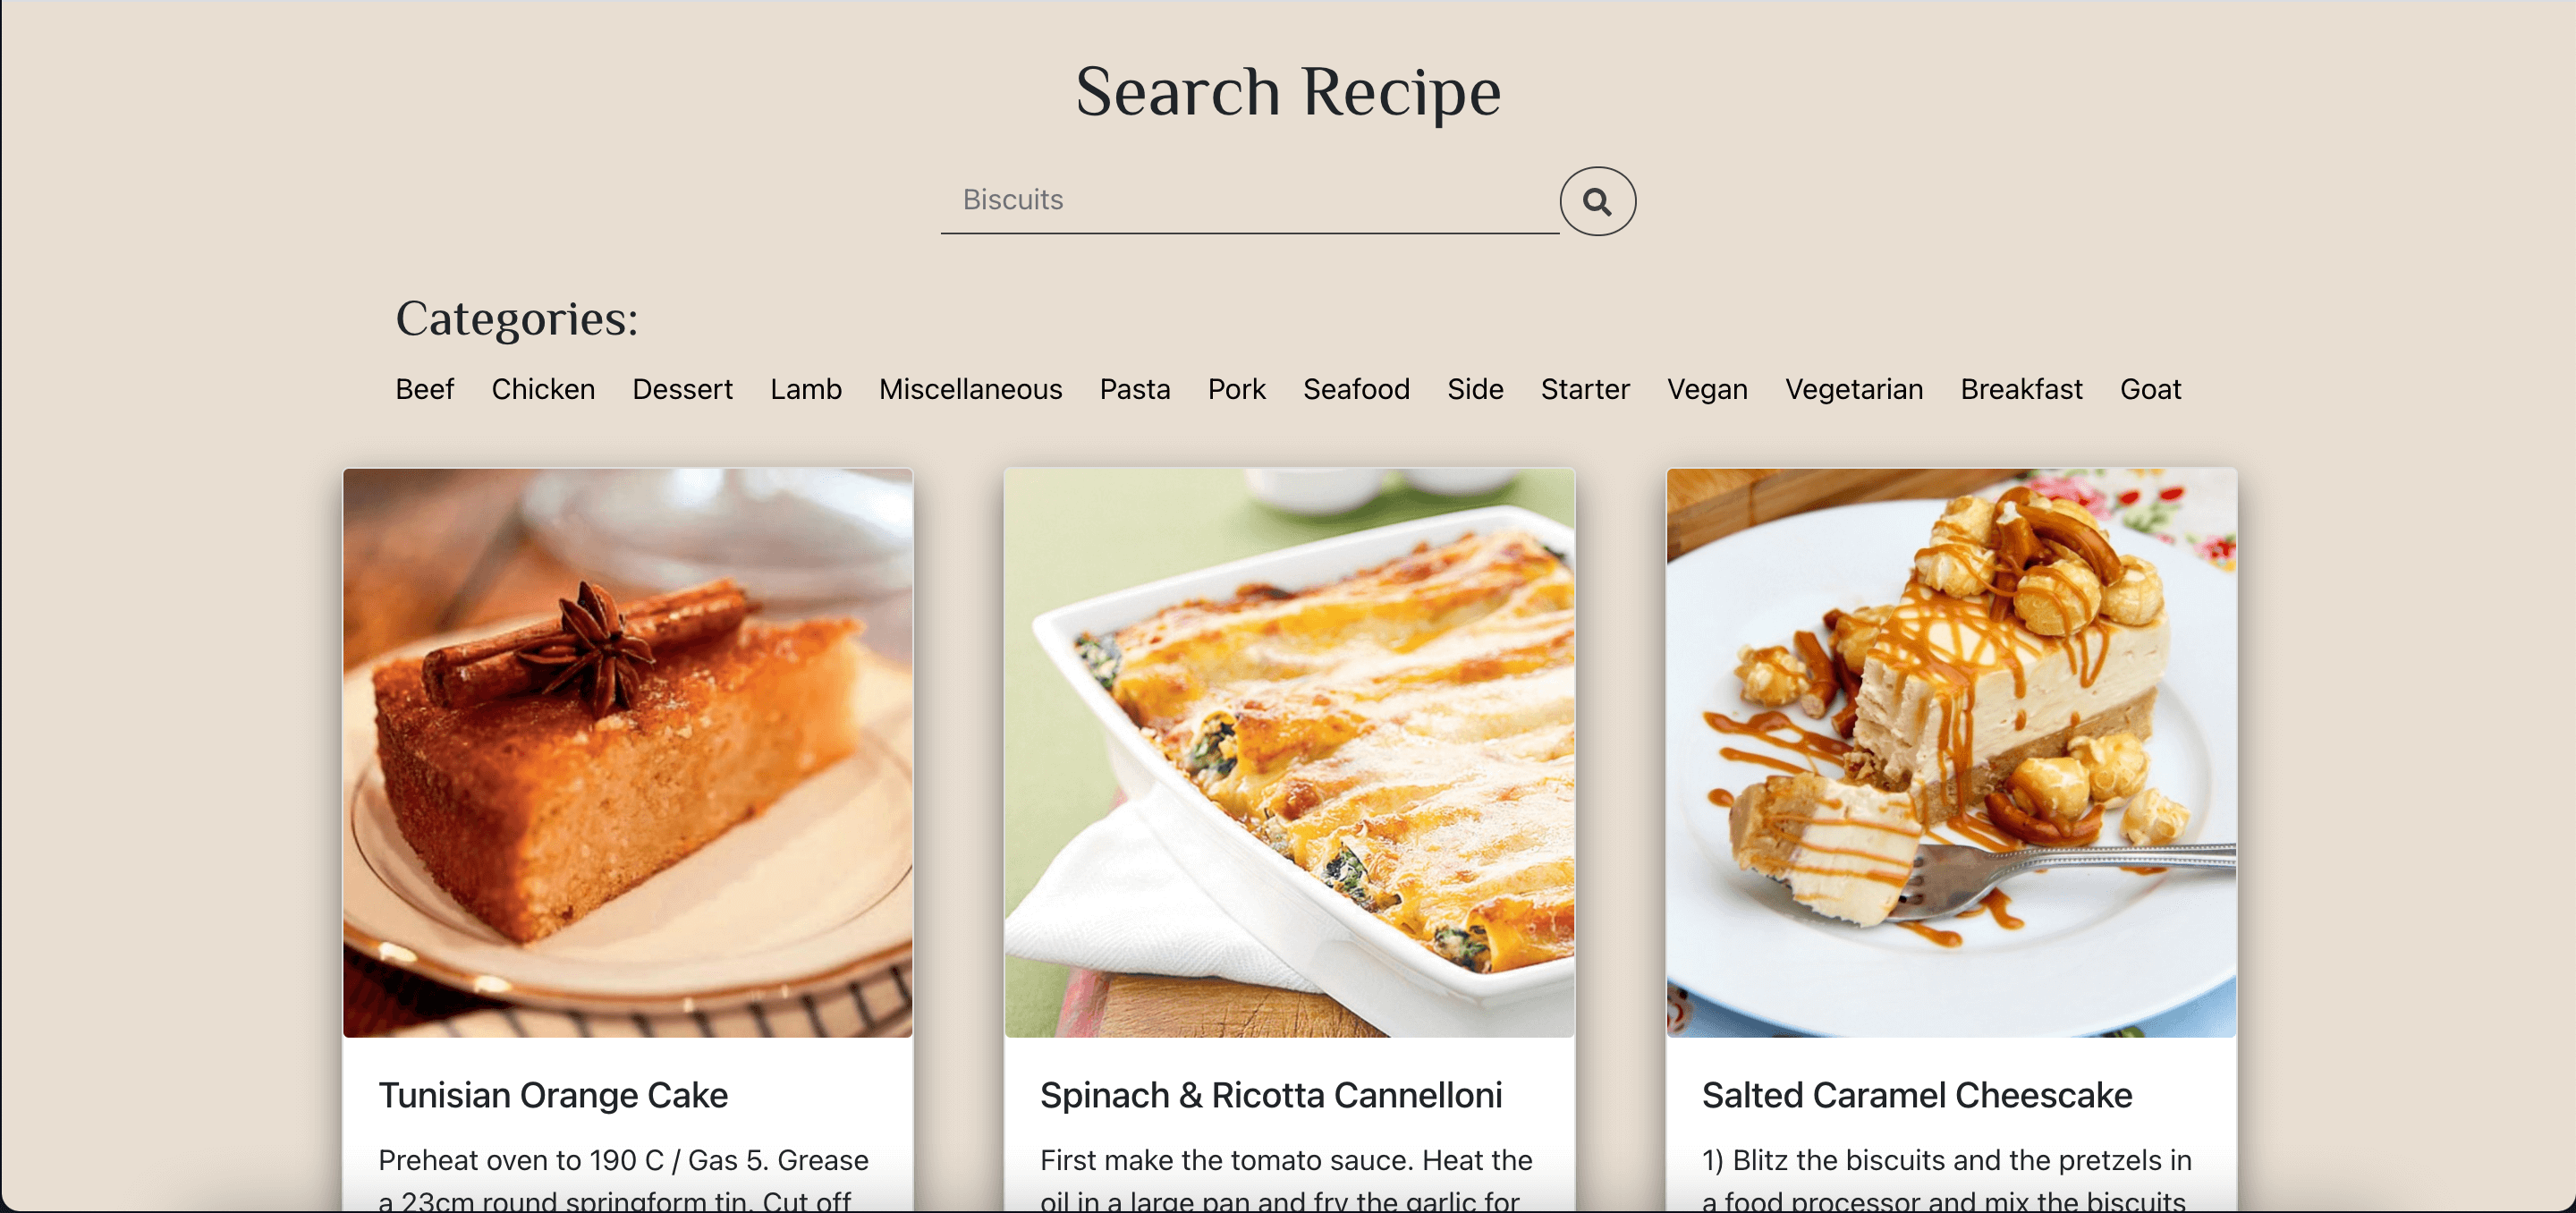 Search Recipe
Biscuits
Categories:
Beef Chicken Dessert Lamb Miscellaneous Pasta Pork Seafood Side Starter Vegan Vegetarian Breakfast Goat
Tunisian Orange Cake
Preheat oven to 190 C / Gas 5. Grease
a 23cm round springform tin. Cut off
Spinach & Ricotta Cannelloni
First make the tomato sauce. Heat the
oil in a large pan and fry the garlic for
Salted Caramel Cheescake
1) Blitz the biscuits and the pretzels in
a food processor and mix the biscuits